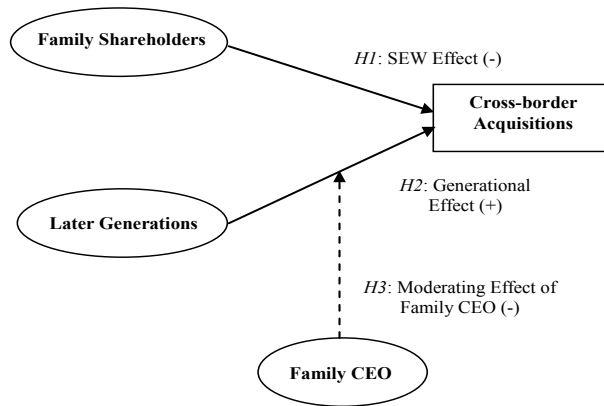 Family Shareholders
H1: SEW Effect (-)
Cross-border
Acquisitions
H2: Generational
Effect (+)
Later Generations
H3: Moderating Effect of
Family CEO (-)
Family CEO